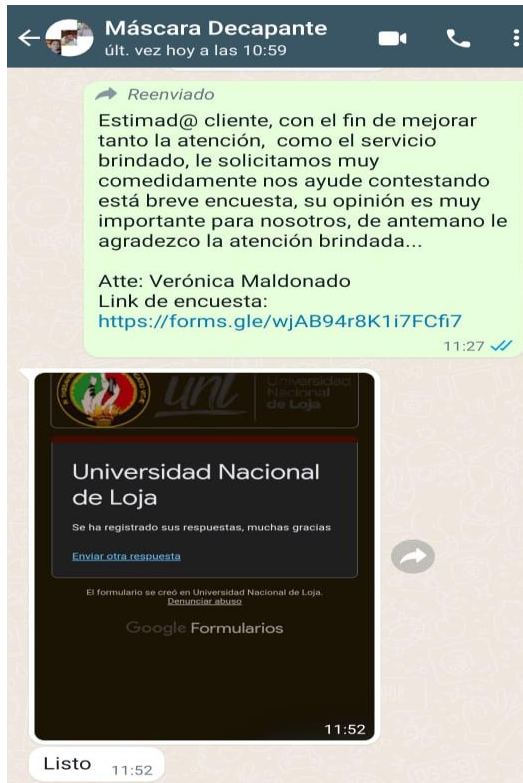 Máscara Decapante
últ. vez hoy a las 10:59
Reenviado
Estimad@ cliente, con el fin de mejorar
tanto la atención, como el servicio
brindado, le solicitamos muy
comedidamente nos ayude contestando
está breve encuesta, su opinión es muy
importante para nosotros, de antemano le
agradezco la atención brindada...
Atte: Verónica Maldonado
Link de encuesta:
https://forms.gle/wjAB94r8K1i7FCfi7
11:27
unl
Universidad
Nacional
de Loja
Universidad Nacional
de Loja
Se ha registrado sus respuestas, muchas gracias
Enviar otra respuesta
El formulario se creó en Universidad Nacional de Loja.
Denunciar abuso
Google Formularios
11:52
Listo 11:52